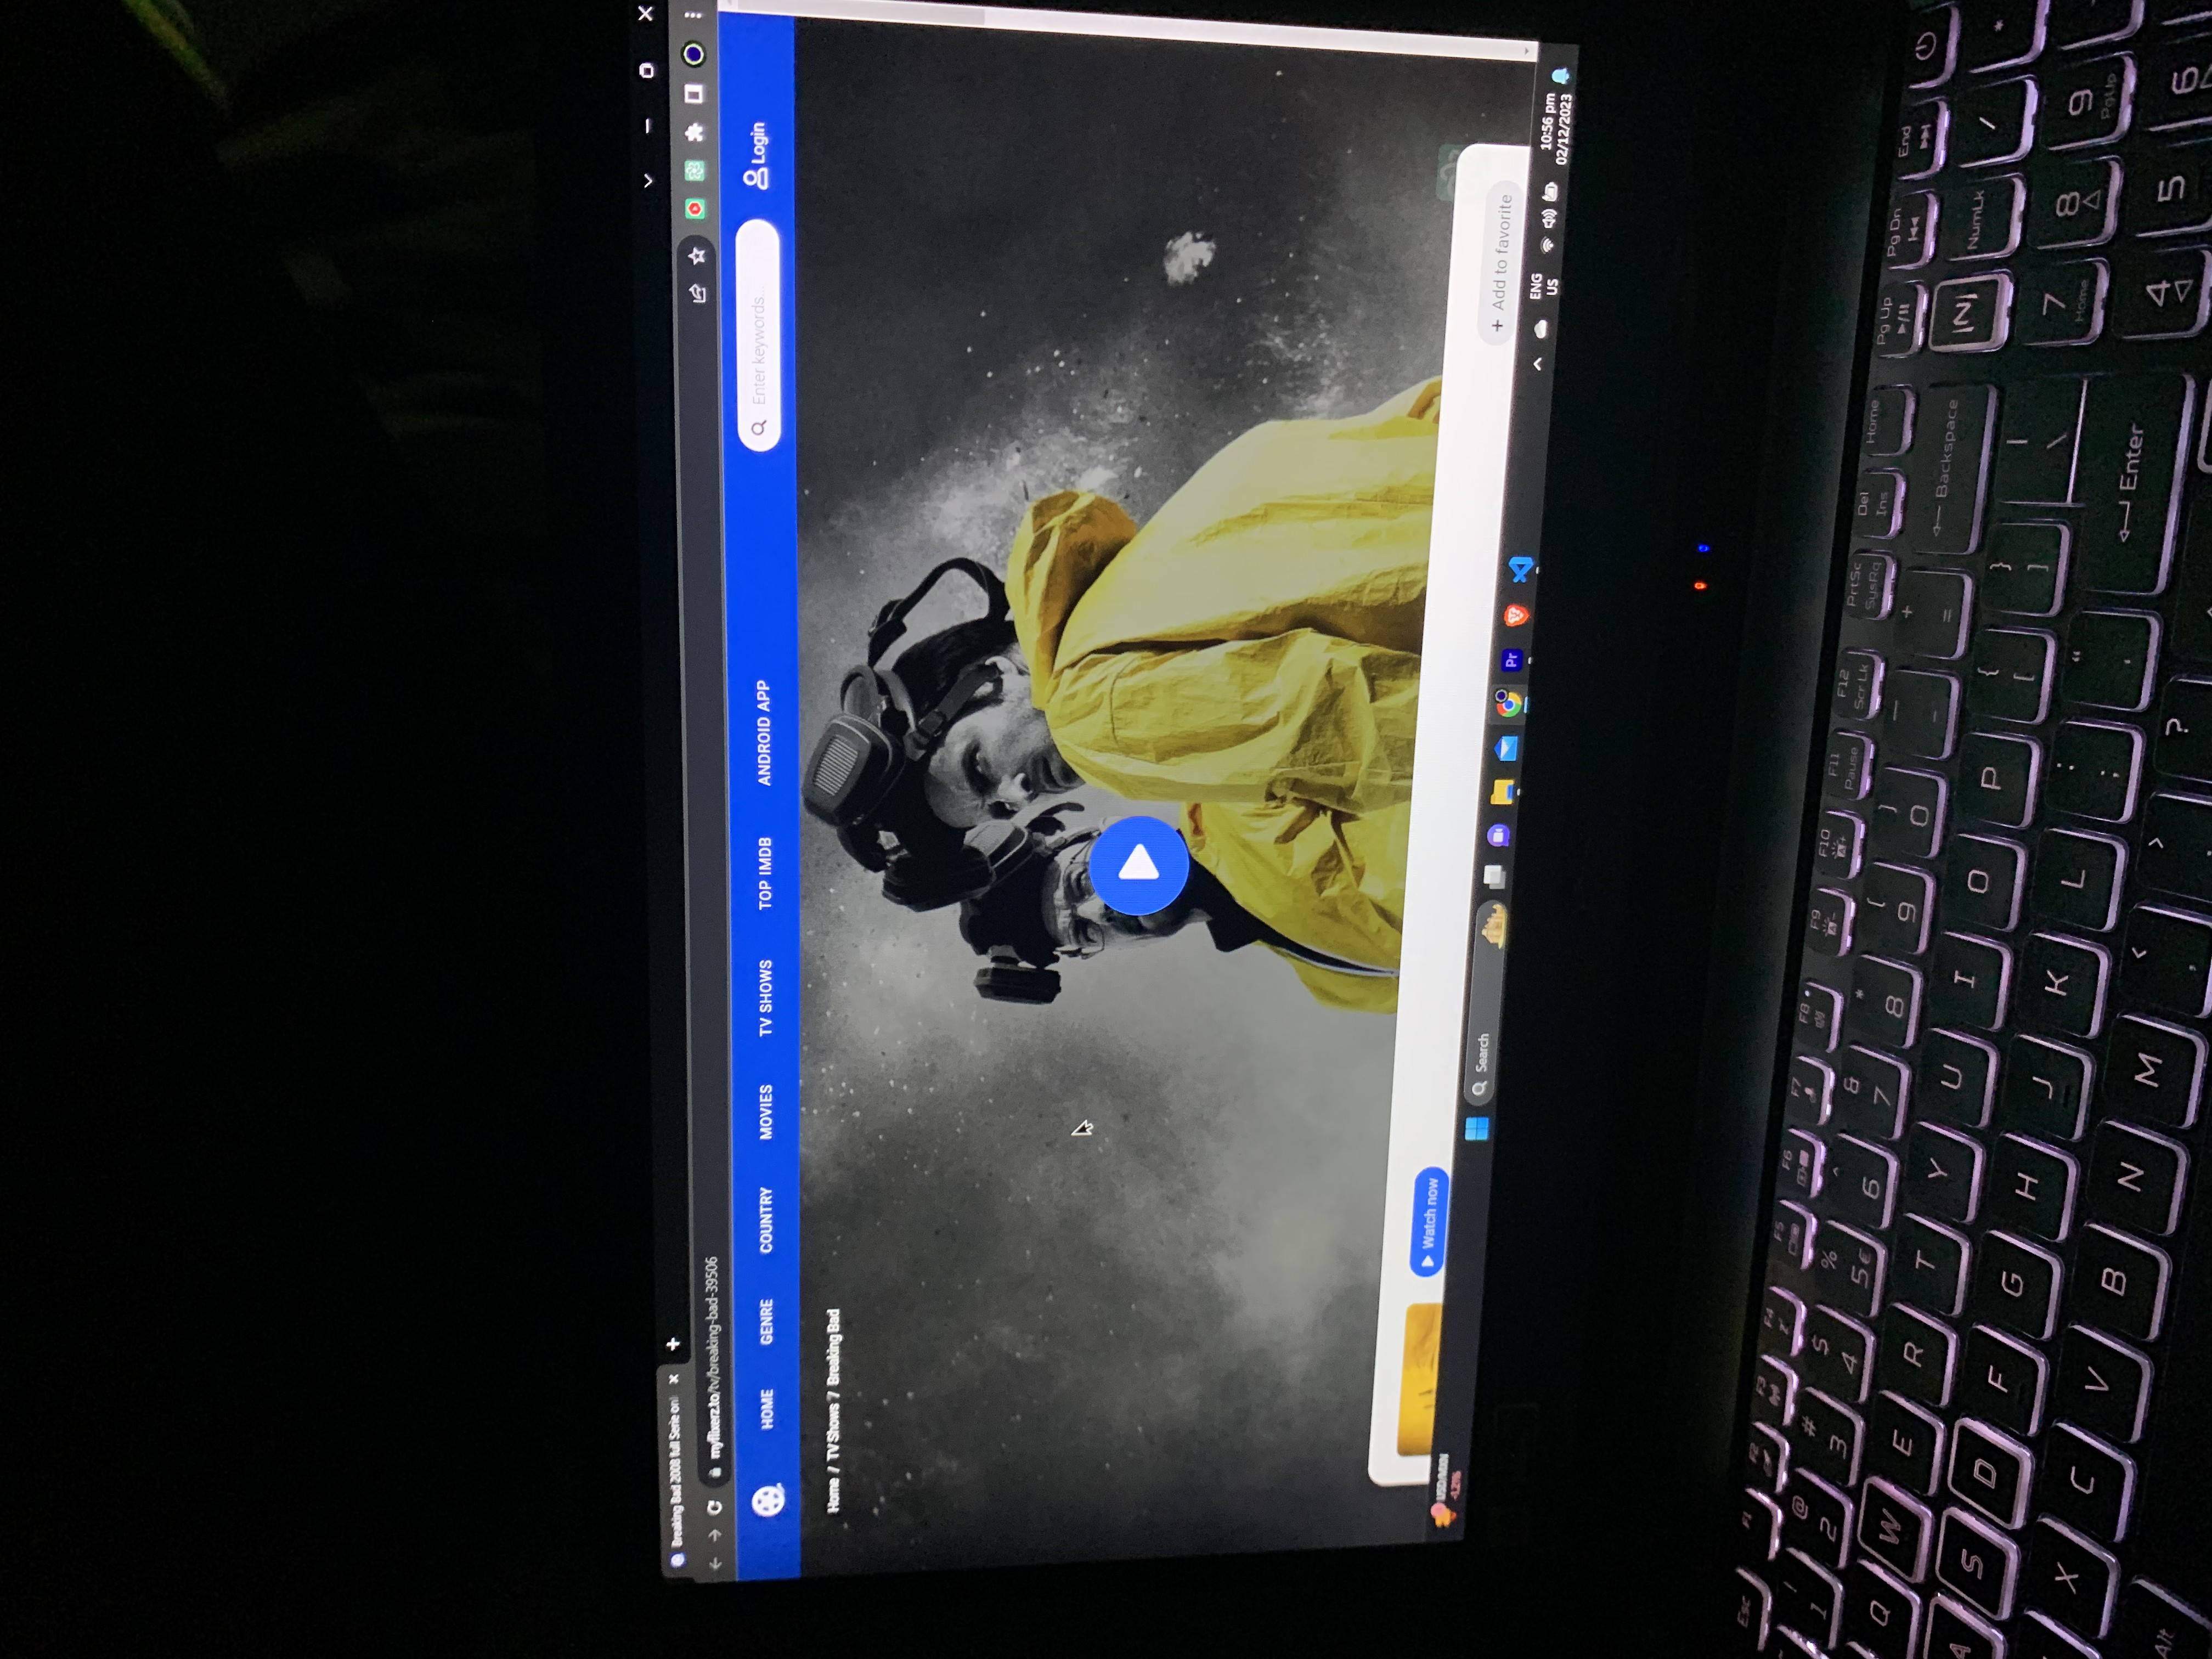 Breaking Bad 2008 full Serie onl
myflixerz.to/tv/breaking-bad-39506
HOME GENRE COUNTRY MOVIES TV SHOWS TOP IMDB ANDROID APP Enter keywords... Login
Home / TV Shows / Breaking Bad
Watch now
+ Add to favorite
USD/MXN
-1.21%
Search
Pr
ENG
US
10:56 pm
02/12/2023
Esc F1 F2 F3 F4 F5 F6 F7 F8 F9 F10 F11 Pause F12 Scr Lk PrtSc SysRq Del Ins Home Pg Up Pg Dn End
! 1 @ 2 # 3 $ 4 % 5 € ^ 6 & 7 * 8 ( 9 ) 0 _ - + = Backspace N NumLk / *
Q W E R T Y U I O P { [ } ] | \ 7 Home 8 9 PgUp
A S D F G H J K L : ; " ' Enter 4 5 6
X C V B N M < , > ?
Alt